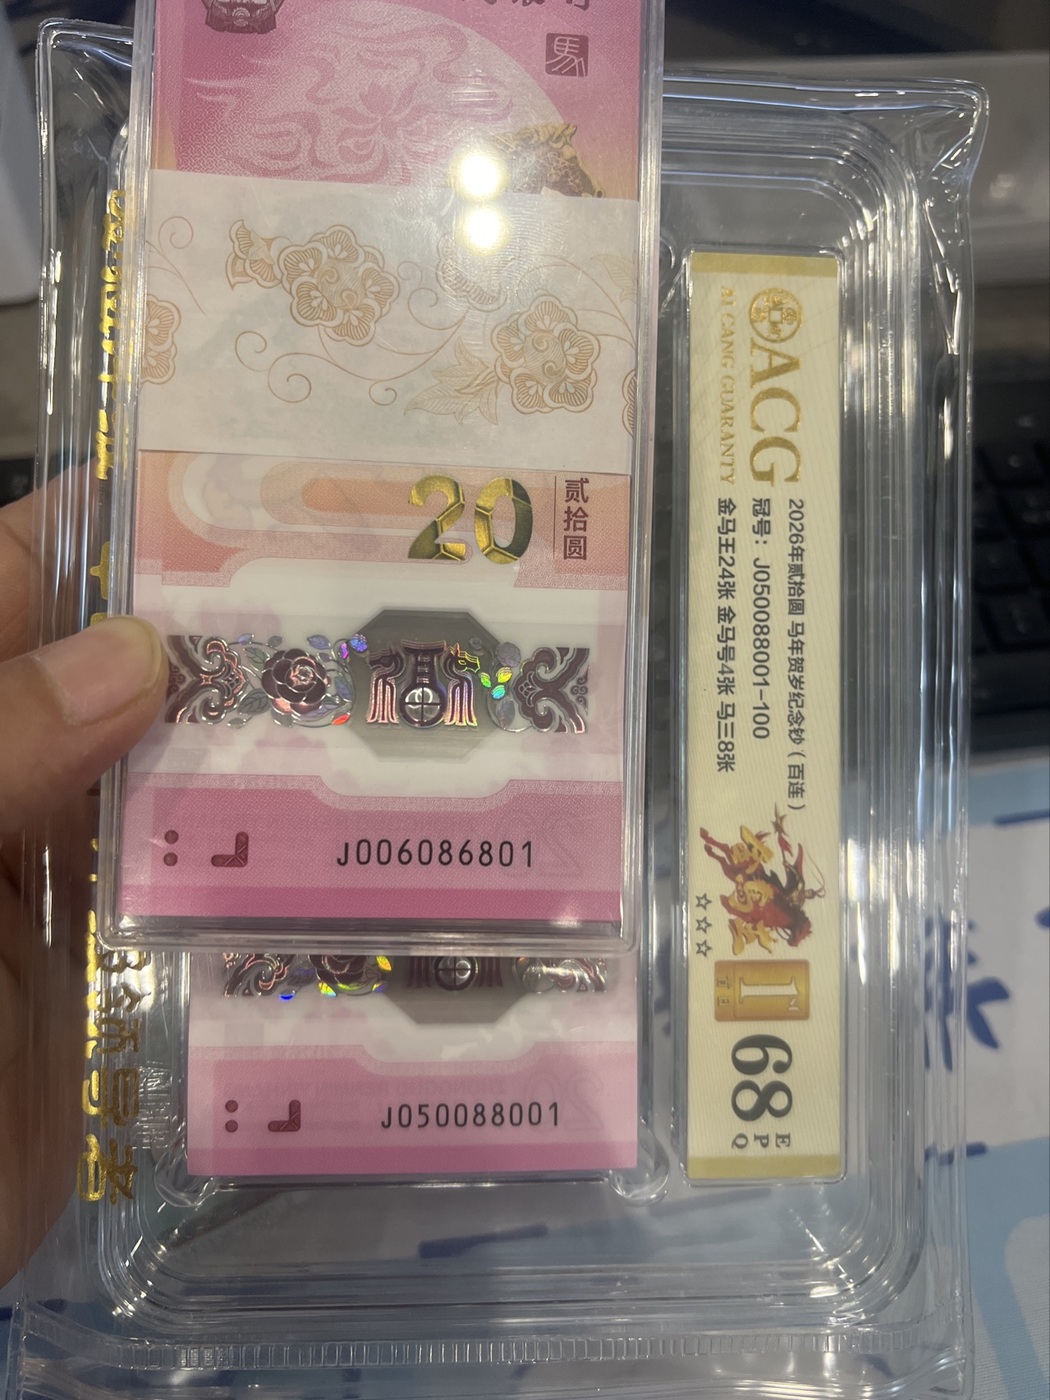 馬
20
贰拾圆
J006086801
J050088001
ACG
AI CANG GUARANTY
2026年贰拾圆 马年贺岁纪念钞（百连）
冠号：J050088001-100
金马王24张 金马号4张 马三8张
☆☆☆
1
68
E
P
Q